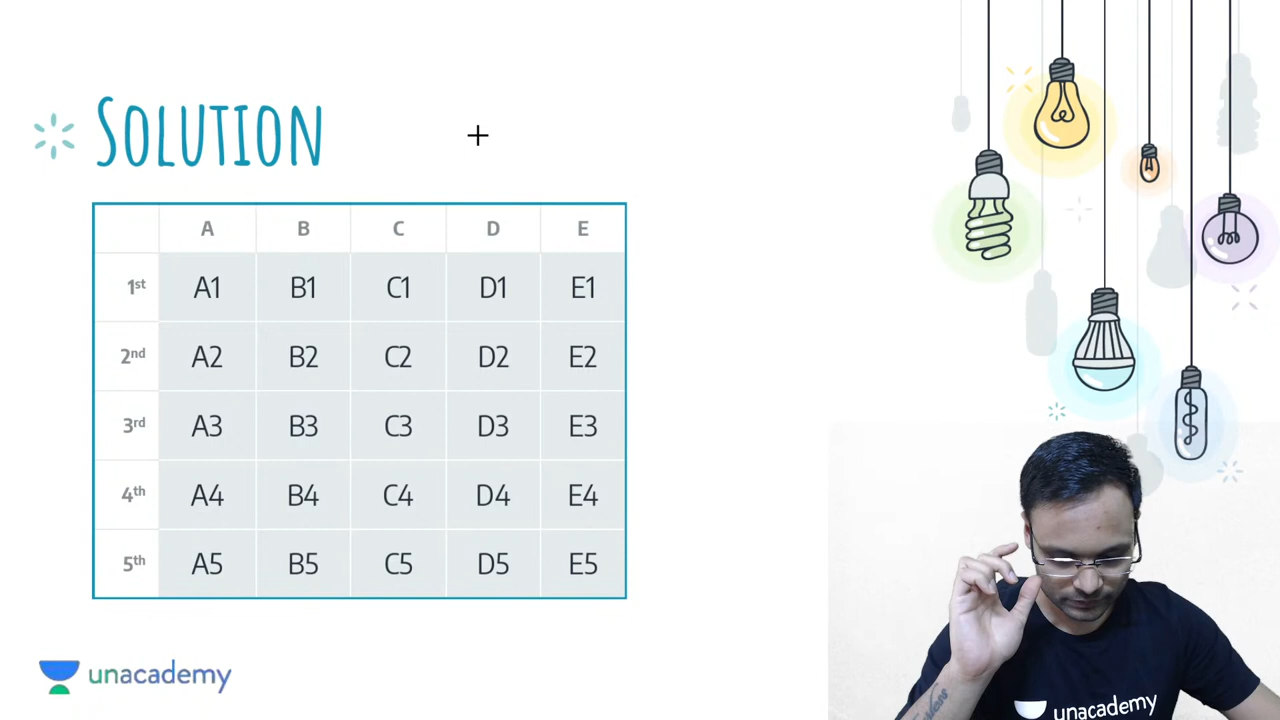 SOLUTION
A B C D E
1st A1 B1 C1 D1 E1
2nd A2 B2 C2 D2 E2
3rd A3 B3 C3 D3 E3
4th A4 B4 C4 D4 E4
5th A5 B5 C5 D5 E5
unacademy
unacademy